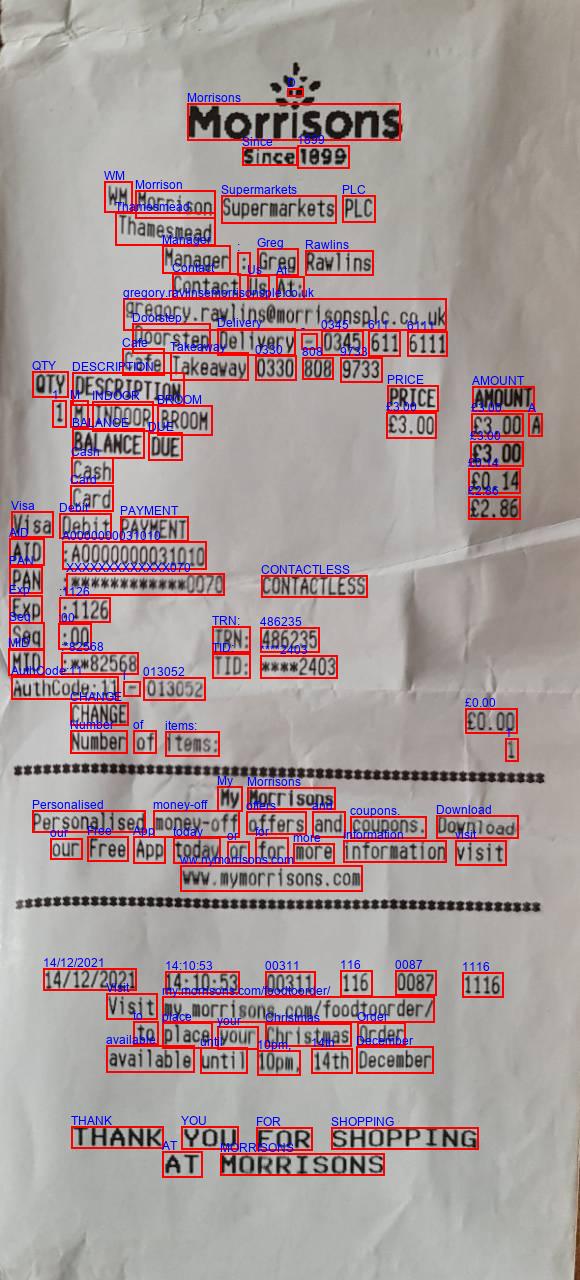 Morrisons
Since 1899
WM Morrison Supermarkets PLC
Thamesmead
Manager : Greg Rawlins
Contact Us At:
gregory.rawlins@morrisonsplc.co.uk
Doorstep Delivery - 0345 611 6111
Cafe Takeaway 0330 808 9733
QTY DESCRIPTION PRICE AMOUNT
1 M INDOOR BROOM £3.00 £3.00 A
BALANCE DUE £3.00
Cash £0.14
Card £2.86
Visa Debit PAYMENT
AID :A0000000031010
PAN :************0070 CONTACTLESS
Exp :1126
Seq :00 TRN: 486235
MID :**82568 TID: ****2403
AuthCode:11 - 013052
CHANGE £0.00
Number of items: 1
My Morrisons
Personalised money-off offers and coupons. Download
our Free App today or for more information visit
www.mymorrisons.com
14/12/2021 14:10:53 00311 116 0087 1116
Visit my.morrisons.com/foodtoorder/
to place your Christmas Order
available until 10pm, 14th December
THANK YOU FOR SHOPPING
AT MORRISONS